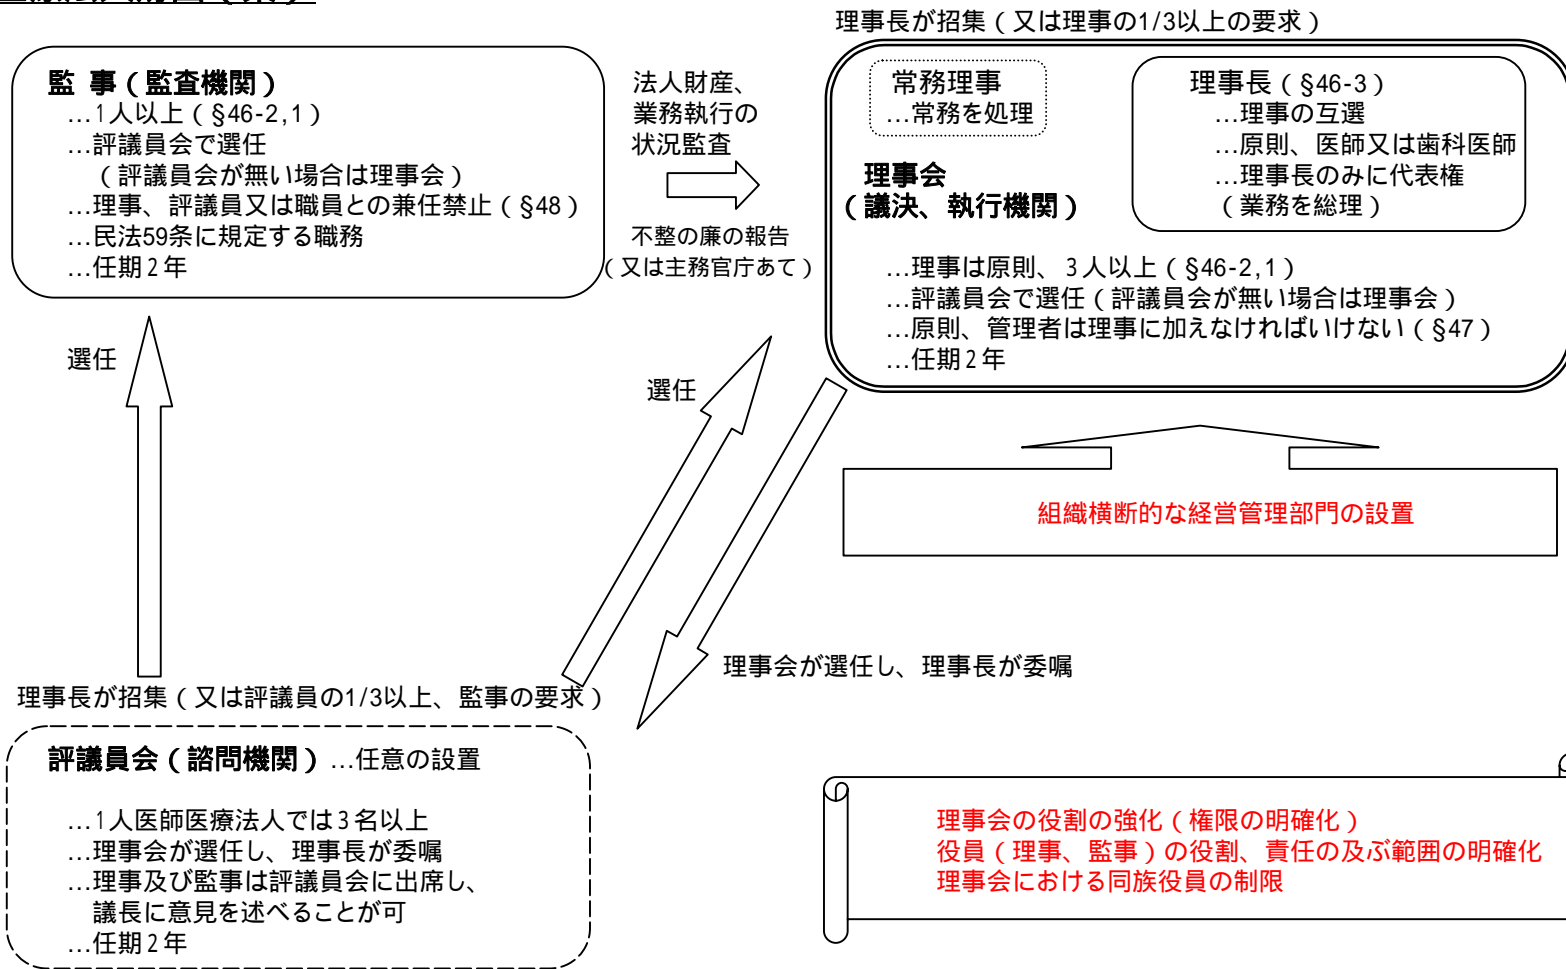 理事長が招集（又は理事の1/3以上の要求）
監 事（監査機関）
…1人以上（§46-2,1）
…評議員会で選任
（評議員会が無い場合は理事会）
…理事、評議員又は職員との兼任禁止（§48）
…民法59条に規定する職務
…任期２年
法人財産、
業務執行の
状況監査
不整の廉の報告
（又は主務官庁あて）
常務理事
…常務を処理
理事長（§46-3）
…理事の互選
…原則、医師又は歯科医師
…理事長のみに代表権
（業務を総理）
理事会
（議決、執行機関）
…理事は原則、３人以上（§46-2,1）
…評議員会で選任（評議員会が無い場合は理事会）
…原則、管理者は理事に加えなければいけない（§47）
…任期２年
選任
選任
組織横断的な経営管理部門の設置
理事会が選任し、理事長が委嘱
理事長が招集（又は評議員の1/3以上、監事の要求）
評議員会（諮問機関）…任意の設置
…1人医師医療法人では３名以上
…理事会が選任し、理事長が委嘱
…理事及び監事は評議員会に出席し、
議長に意見を述べることが可
…任期２年
理事会の役割の強化（権限の明確化）
役員（理事、監事）の役割、責任の及ぶ範囲の明確化
理事会における同族役員の制限